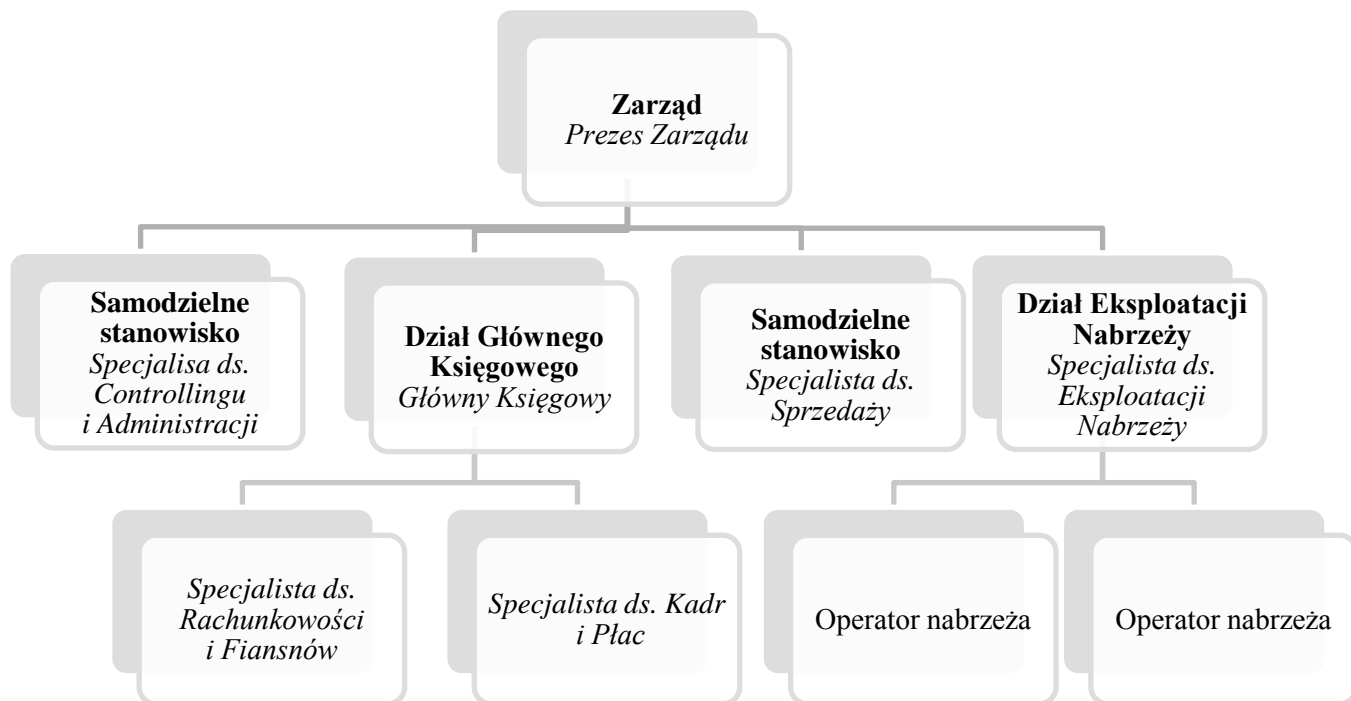 Zarząd
Prezes Zarządu
Samodzielne
stanowisko
Specjalisa ds.
Controllingu
i Administracji
Dział Głównego
Księgowego
Główny Księgowy
Samodzielne
stanowisko
Specjalista ds.
Sprzedaży
Dział Eksploatacji
Nabrzeży
Specjalista ds.
Eksploatacji
Nabrzeży
Specjalista ds.
Rachunkowości
i Fiansnów
Specjalista ds. Kadr
i Płac
Operator nabrzeża
Operator nabrzeża